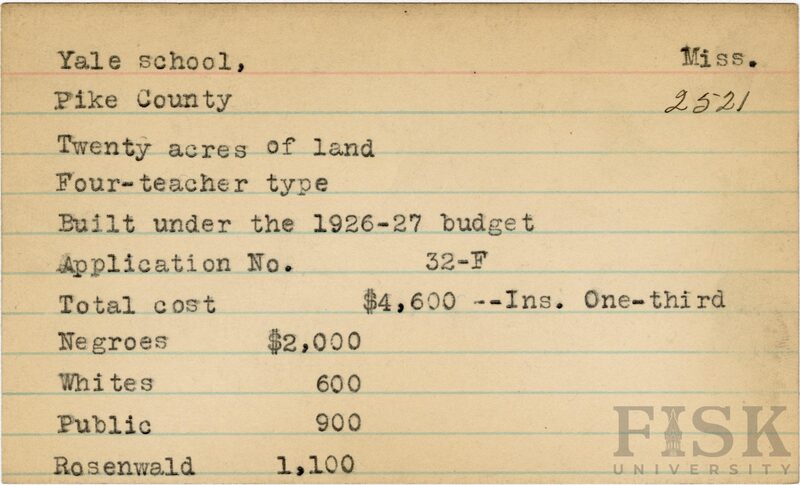 Yale school, Miss.
Pike County 2521
Twenty acres of land
Four-teacher type
Built under the 1926-27 budget
Application No. 32-F
Total cost $4,600 --Ins. One-third
Negroes $2,000
Whites 600
Public 900
Rosenwald 1,100
FISK
UNIVERSITY